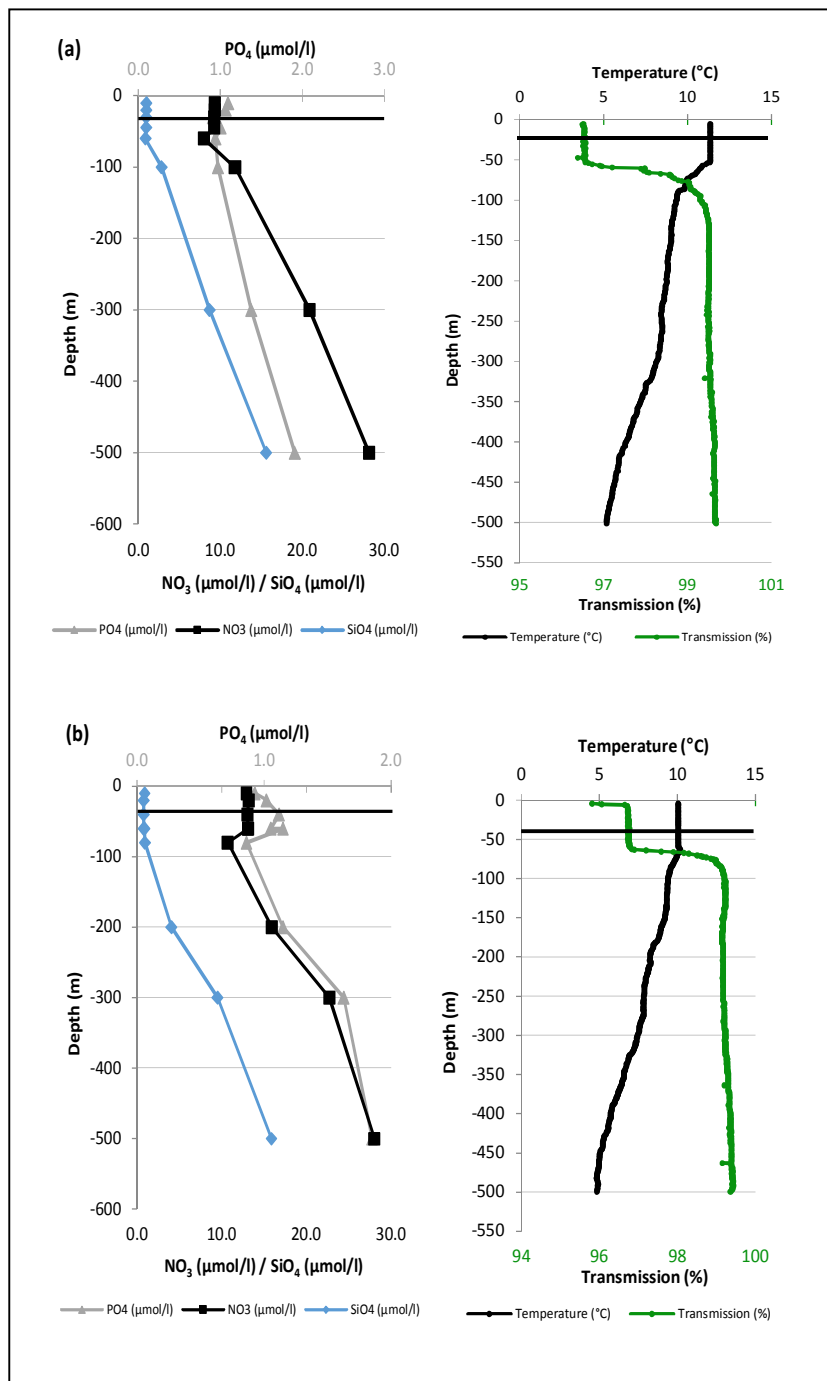 (a)
PO4 (µmol/l)
0.0 1.0 2.0 3.0
0
-100
-200
-300
-400
-500
-600
Depth (m)
0.0 10.0 20.0 30.0
NO3 (µmol/l) / SiO4 (µmol/l)
PO4 (µmol/l) NO3 (µmol/l) SiO4 (µmol/l)
Temperature (°C)
0 5 10 15
0
-50
-100
-150
-200
-250
-300
-350
-400
-450
-500
-550
Depth (m)
95 97 99 101
Transmission (%)
Temperature (°C) Transmission (%)
(b)
PO4 (µmol/l)
0.0 1.0 2.0
0
-100
-200
-300
-400
-500
-600
Depth (m)
0.0 10.0 20.0 30.0
NO3 (µmol/l) / SiO4 (µmol/l)
PO4 (µmol/l) NO3 (µmol/l) SiO4 (µmol/l)
Temperature (°C)
0 5 10 15
0
-50
-100
-150
-200
-250
-300
-350
-400
-450
-500
-550
Depth (m)
94 96 98 100
Transmission (%)
Temperature (°C) Transmission (%)